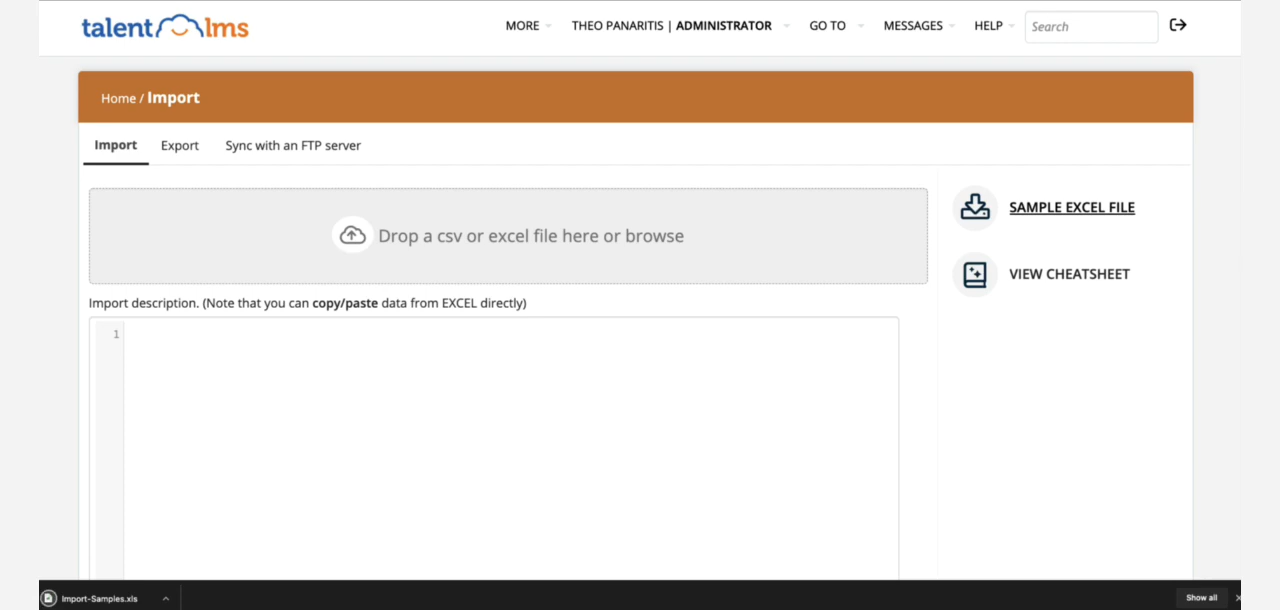 talentlms MORE THEO PANARITIS | ADMINISTRATOR GO TO MESSAGES HELP Search
Home / Import
Import Export Sync with an FTP server
Drop a csv or excel file here or browse
SAMPLE EXCEL FILE
VIEW CHEATSHEET
Import description. (Note that you can copy/paste data from EXCEL directly)
1
Import-Samples.xls Show all